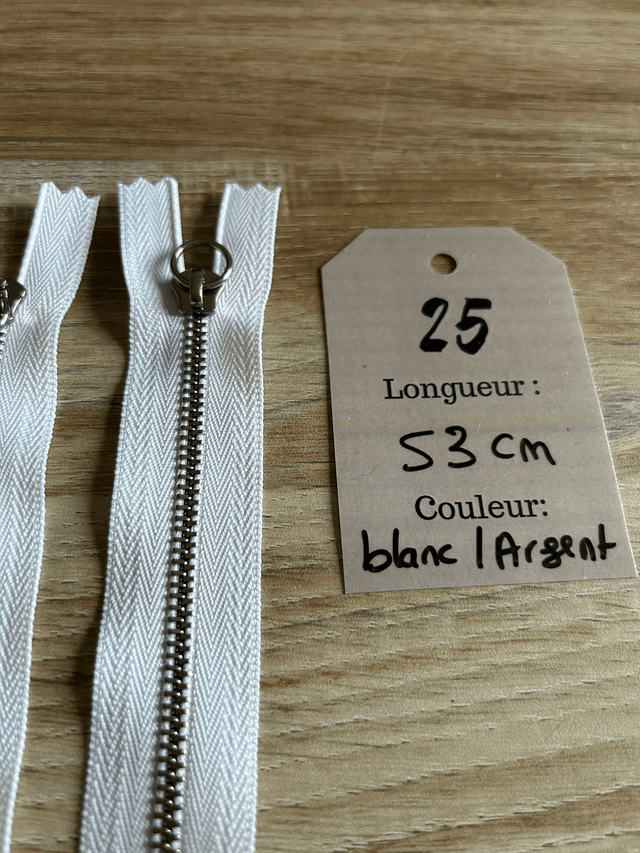 25
Longueur :
53 cm
Couleur:
blanc / Argent